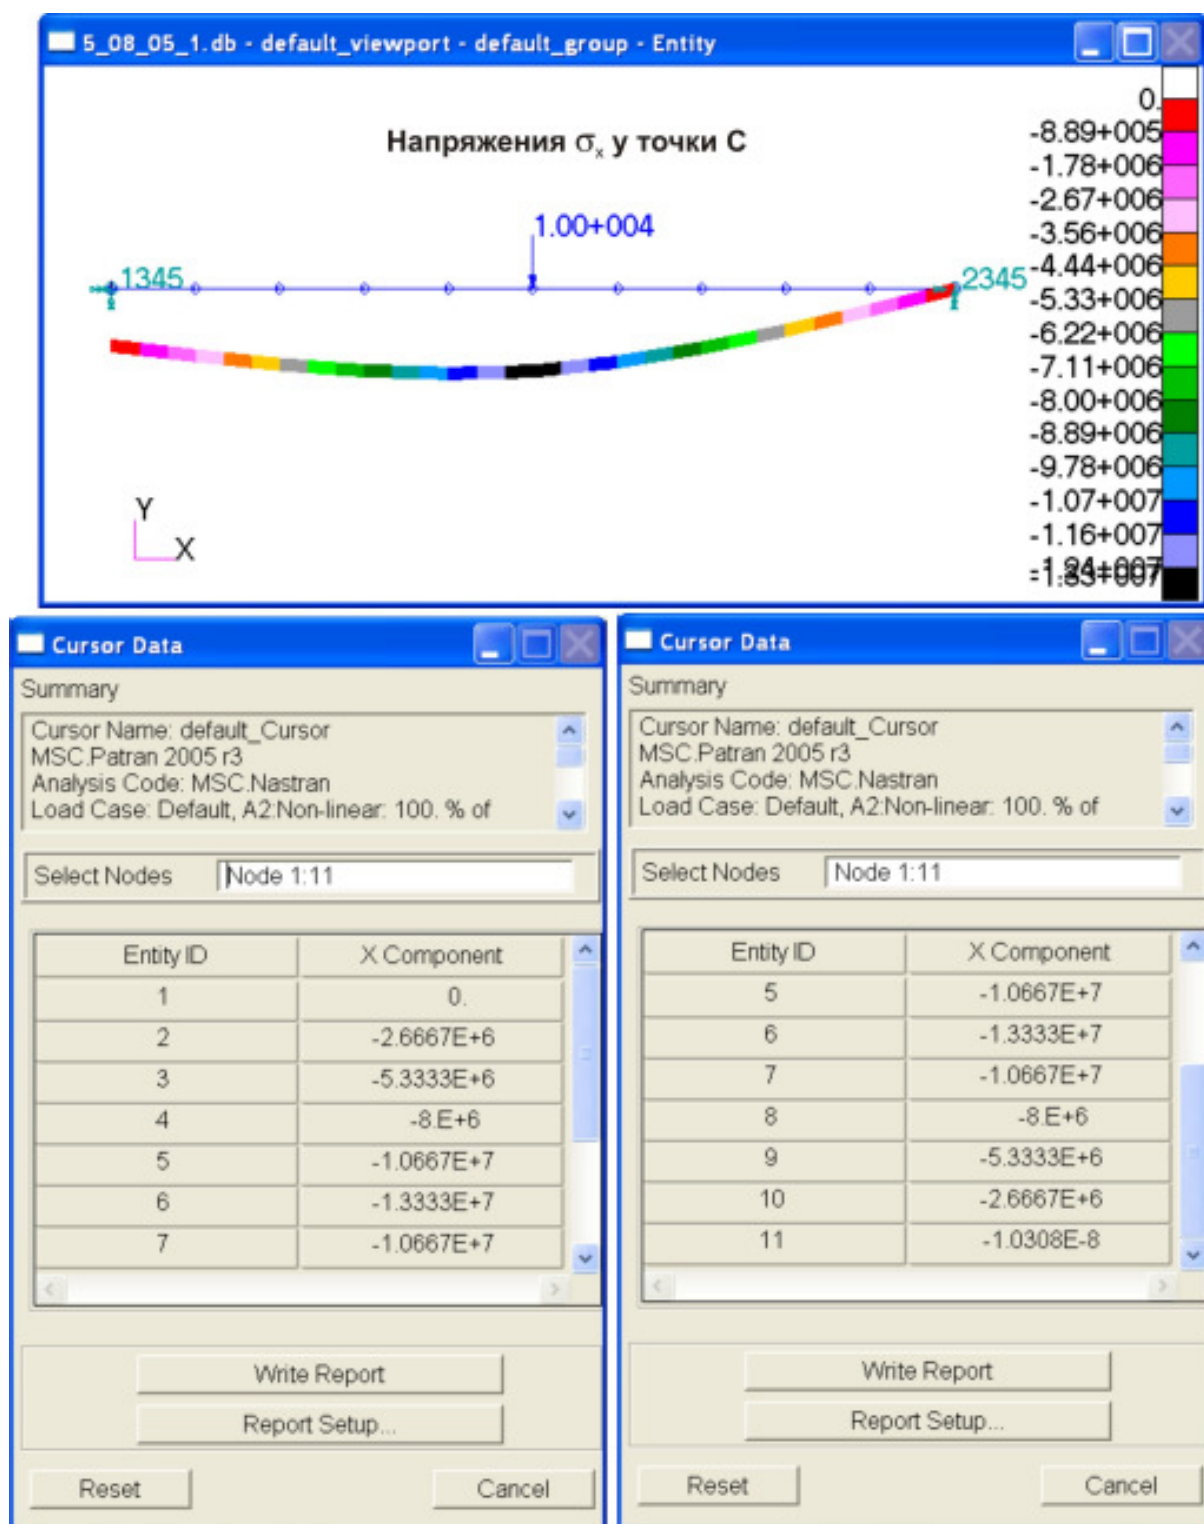 5_08_05_1.db - default_viewport - default_group - Entity
Напряжения σx у точки C
1.00+004
1345
2345
Y
X
0.
-8.89+005
-1.78+006
-2.67+006
-3.56+006
-4.44+006
-5.33+006
-6.22+006
-7.11+006
-8.00+006
-8.89+006
-9.78+006
-1.07+007
-1.16+007
-1.24+007
-1.33+007
Cursor Data
Summary
Cursor Name: default_Cursor
MSC.Patran 2005 r3
Analysis Code: MSC.Nastran
Load Case: Default, A2:Non-linear: 100. % of
Select Nodes Node 1:11
Entity ID X Component
1 0.
2 -2.6667E+6
3 -5.3333E+6
4 -8.E+6
5 -1.0667E+7
6 -1.3333E+7
7 -1.0667E+7
Write Report
Report Setup...
Reset Cancel
Cursor Data
Summary
Cursor Name: default_Cursor
MSC.Patran 2005 r3
Analysis Code: MSC.Nastran
Load Case: Default, A2:Non-linear: 100. % of
Select Nodes Node 1:11
Entity ID X Component
5 -1.0667E+7
6 -1.3333E+7
7 -1.0667E+7
8 -8.E+6
9 -5.3333E+6
10 -2.6667E+6
11 -1.0308E-8
Write Report
Report Setup...
Reset Cancel